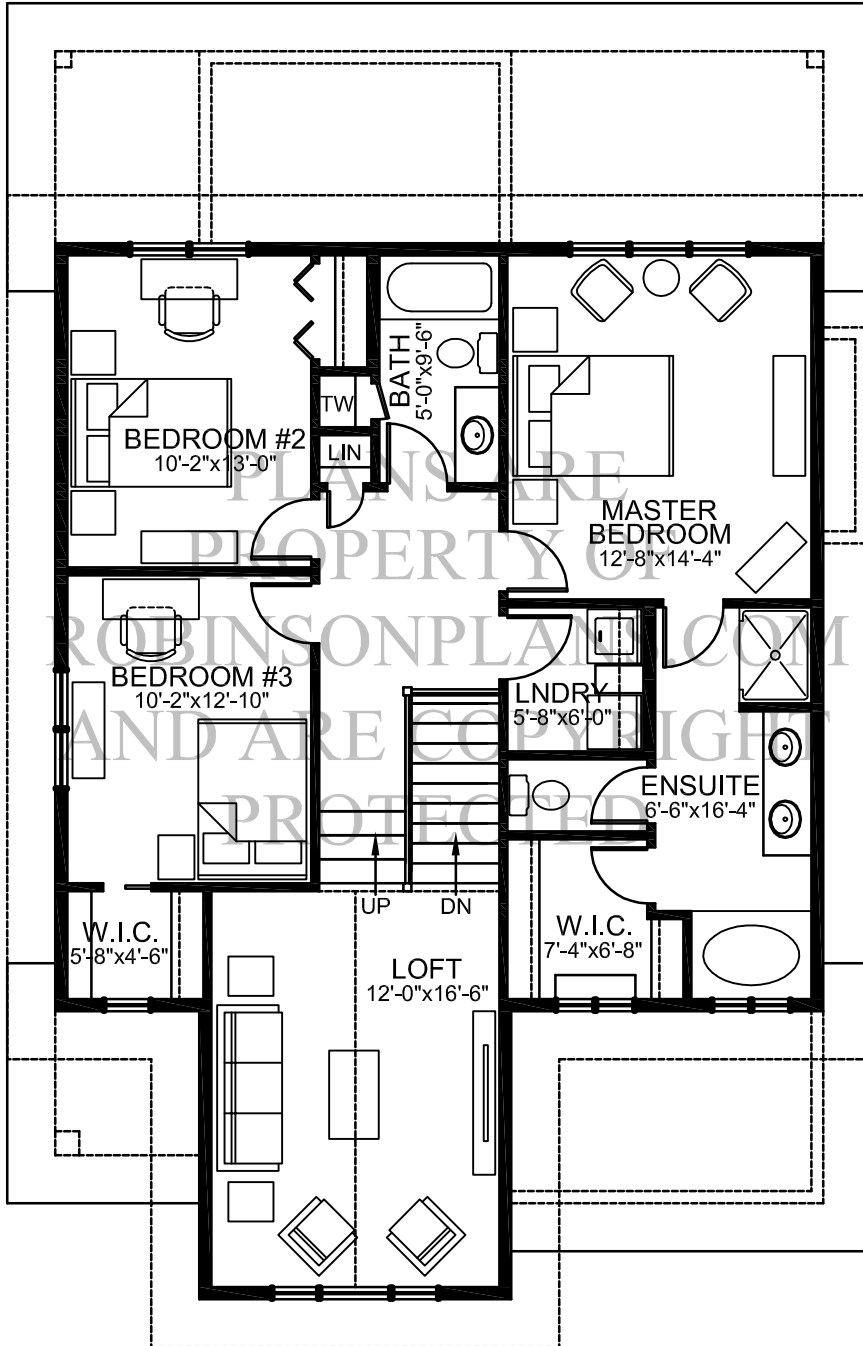 BATH
5'-0"x9'-6"
TW
LIN
BEDROOM #2
10'-2"x13'-0"
MASTER
BEDROOM
12'-8"x14'-4"
PLANS ARE
PROPERTY OF
ROBINSONPLANS.COM
AND ARE COPYRIGHT
PROTECTED
BEDROOM #3
10'-2"x12'-10"
LNDRY
5'-8"x6'-0"
ENSUITE
6'-6"x16'-4"
UP
DN
W.I.C.
5'-8"x4'-6"
W.I.C.
7'-4"x6'-8"
LOFT
12'-0"x16'-6"